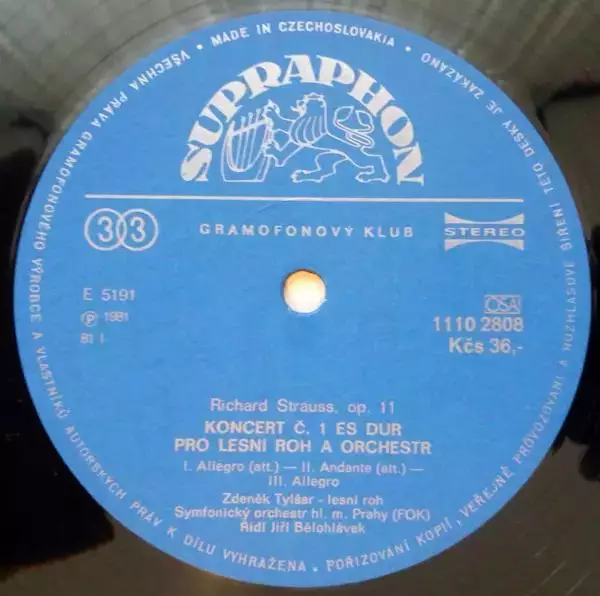 VŠECHNA PRÁVA GRAMOFONOVÉHO VÝROBCE A VLASTNÍKŮ AUTORSKÝCH PRÁV K DÍLU VYHRAŽENA • POŘIZOVÁNÍ KOPIÍ, VEŘEJNÉ PROVOZOVÁNÍ A ROZHLASOVÉ ŠÍŘENÍ TÉTO DESKY JE ZAKÁZÁNO
• MADE IN CZECHOSLOVAKIA •
SUPRAPHON
33
GRAMOFONOVÝ KLUB
STEREO
E 5191
Ⓟ 1981
81 I.
OSA
1110 2808
Kčs 36,-
Richard Strauss, op. 11
KONCERT Č. 1 ES DUR
PRO LESNÍ ROH A ORCHESTR
I. Allegro (att.) — II. Andante (att.) —
III. Allegro
Zdeněk Tylšar - lesní roh
Symfonický orchestr hl. m. Prahy (FOK)
Řídí Jiří Bělohlávek